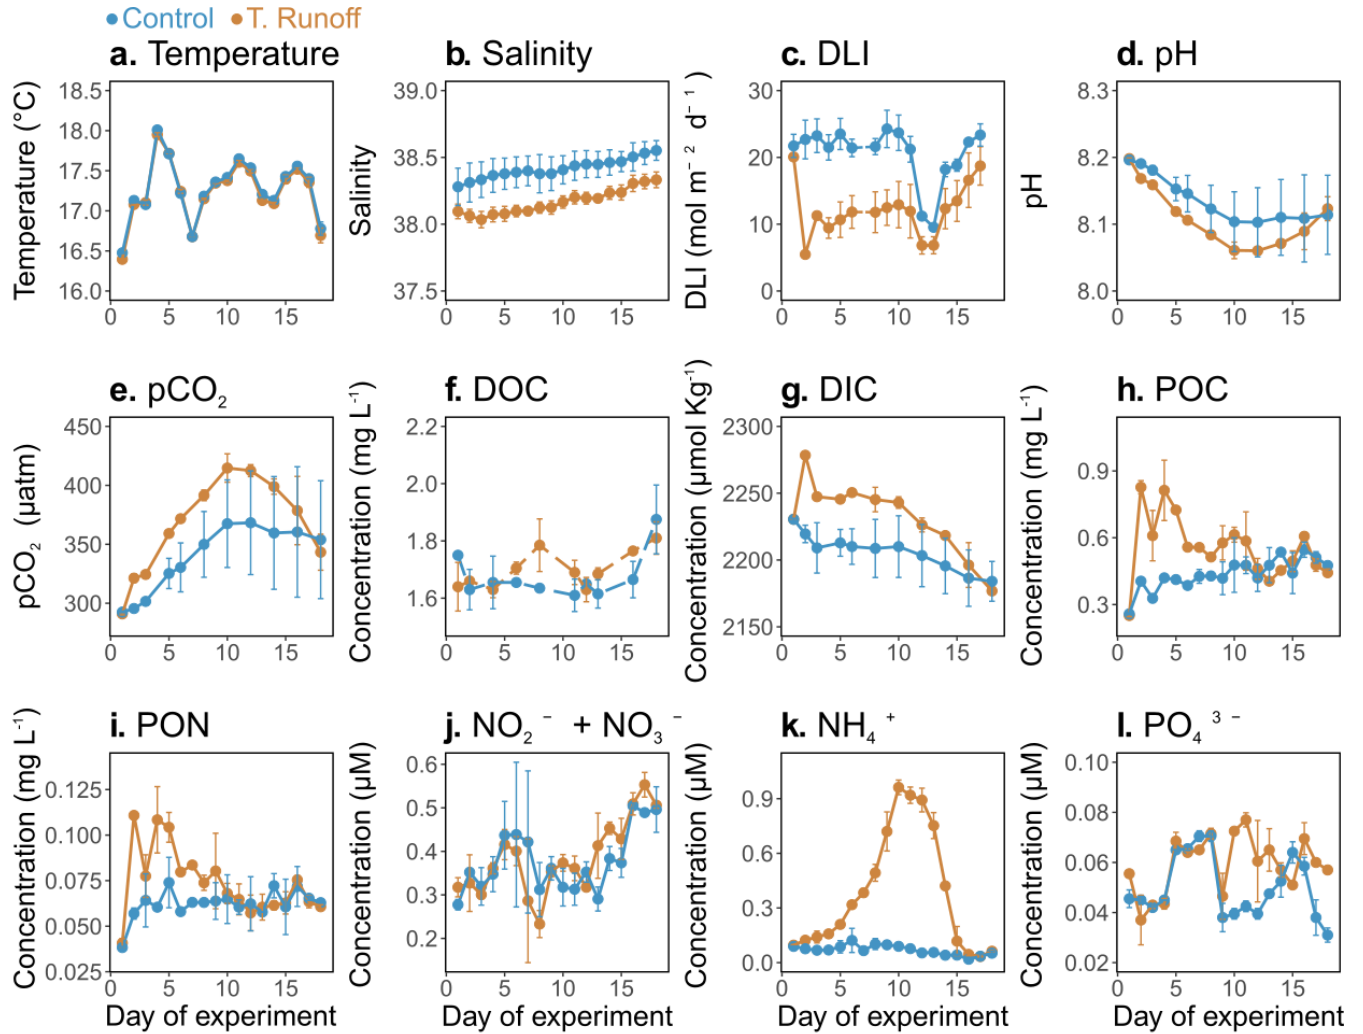 Control T. Runoff
a. Temperature
b. Salinity
c. DLI
d. pH
Temperature (°C)
18.5
18.0
17.5
17.0
16.5
16.0
0 5 10 15
Salinity
39.0
38.5
38.0
37.5
0 5 10 15
DLI (mol m⁻² d⁻¹)
30
20
10
0
0 5 10 15
pH
8.3
8.2
8.1
8.0
0 5 10 15
e. pCO₂
f. DOC
g. DIC
h. POC
pCO₂ (µatm)
450
400
350
300
0 5 10 15
Concentration (mg L⁻¹)
2.2
2.0
1.8
1.6
0 5 10 15
Concentration (µmol Kg⁻¹)
2300
2250
2200
2150
0 5 10 15
Concentration (mg L⁻¹)
0.9
0.6
0.3
0 5 10 15
i. PON
j. NO₂⁻ + NO₃⁻
k. NH₄⁺
l. PO₄³⁻
Concentration (mg L⁻¹)
0.125
0.100
0.075
0.050
0.025
0 5 10 15
Day of experiment
Concentration (µM)
0.6
0.5
0.4
0.3
0.2
0 5 10 15
Day of experiment
Concentration (µM)
0.9
0.6
0.3
0.0
0 5 10 15
Day of experiment
Concentration (µM)
0.10
0.08
0.06
0.04
0.02
0 5 10 15
Day of experiment